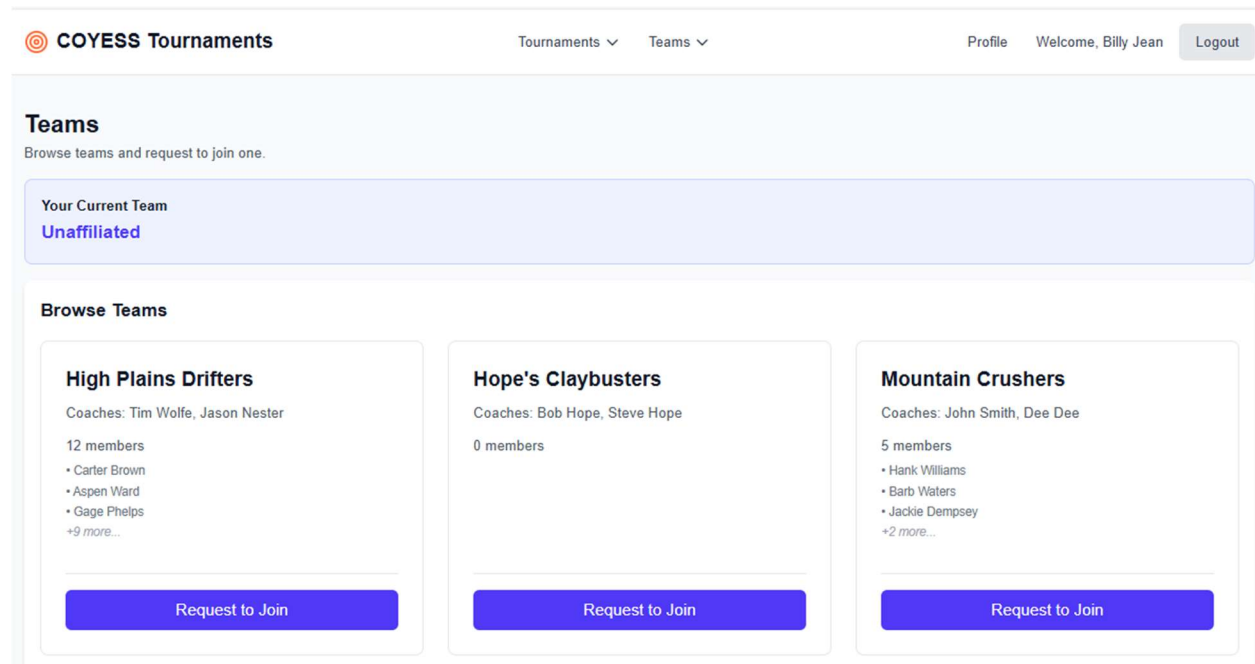 COYESS Tournaments
Tournaments
Teams
Profile
Welcome, Billy Jean
Logout
Teams
Browse teams and request to join one.
Your Current Team
Unaffiliated
Browse Teams
High Plains Drifters
Coaches: Tim Wolfe, Jason Nester
12 members
• Carter Brown
• Aspen Ward
• Gage Phelps
+9 more...
Request to Join
Hope's Claybusters
Coaches: Bob Hope, Steve Hope
0 members
Request to Join
Mountain Crushers
Coaches: John Smith, Dee Dee
5 members
• Hank Williams
• Barb Waters
• Jackie Dempsey
+2 more...
Request to Join